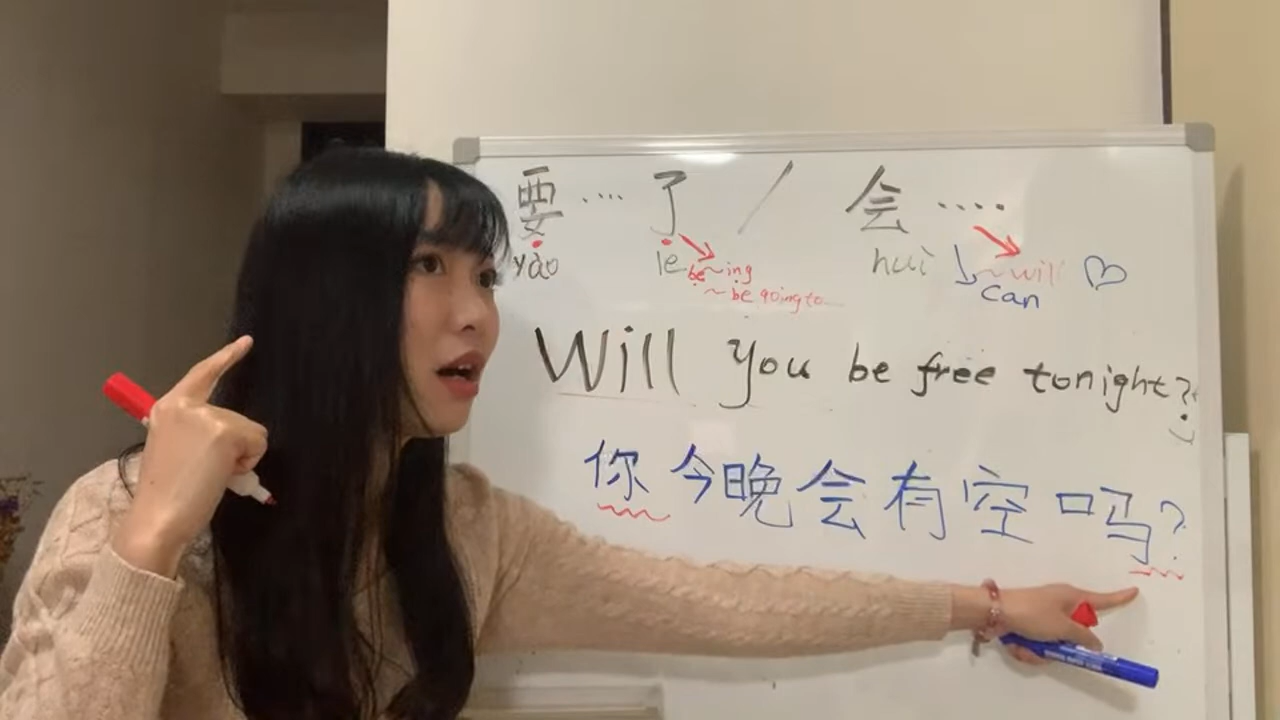 要 .... 了 / 会 ....
yào le huì ~will ♡
be~ing can
~be going to...
Will you be free tonight?
你今晚会有空吗?